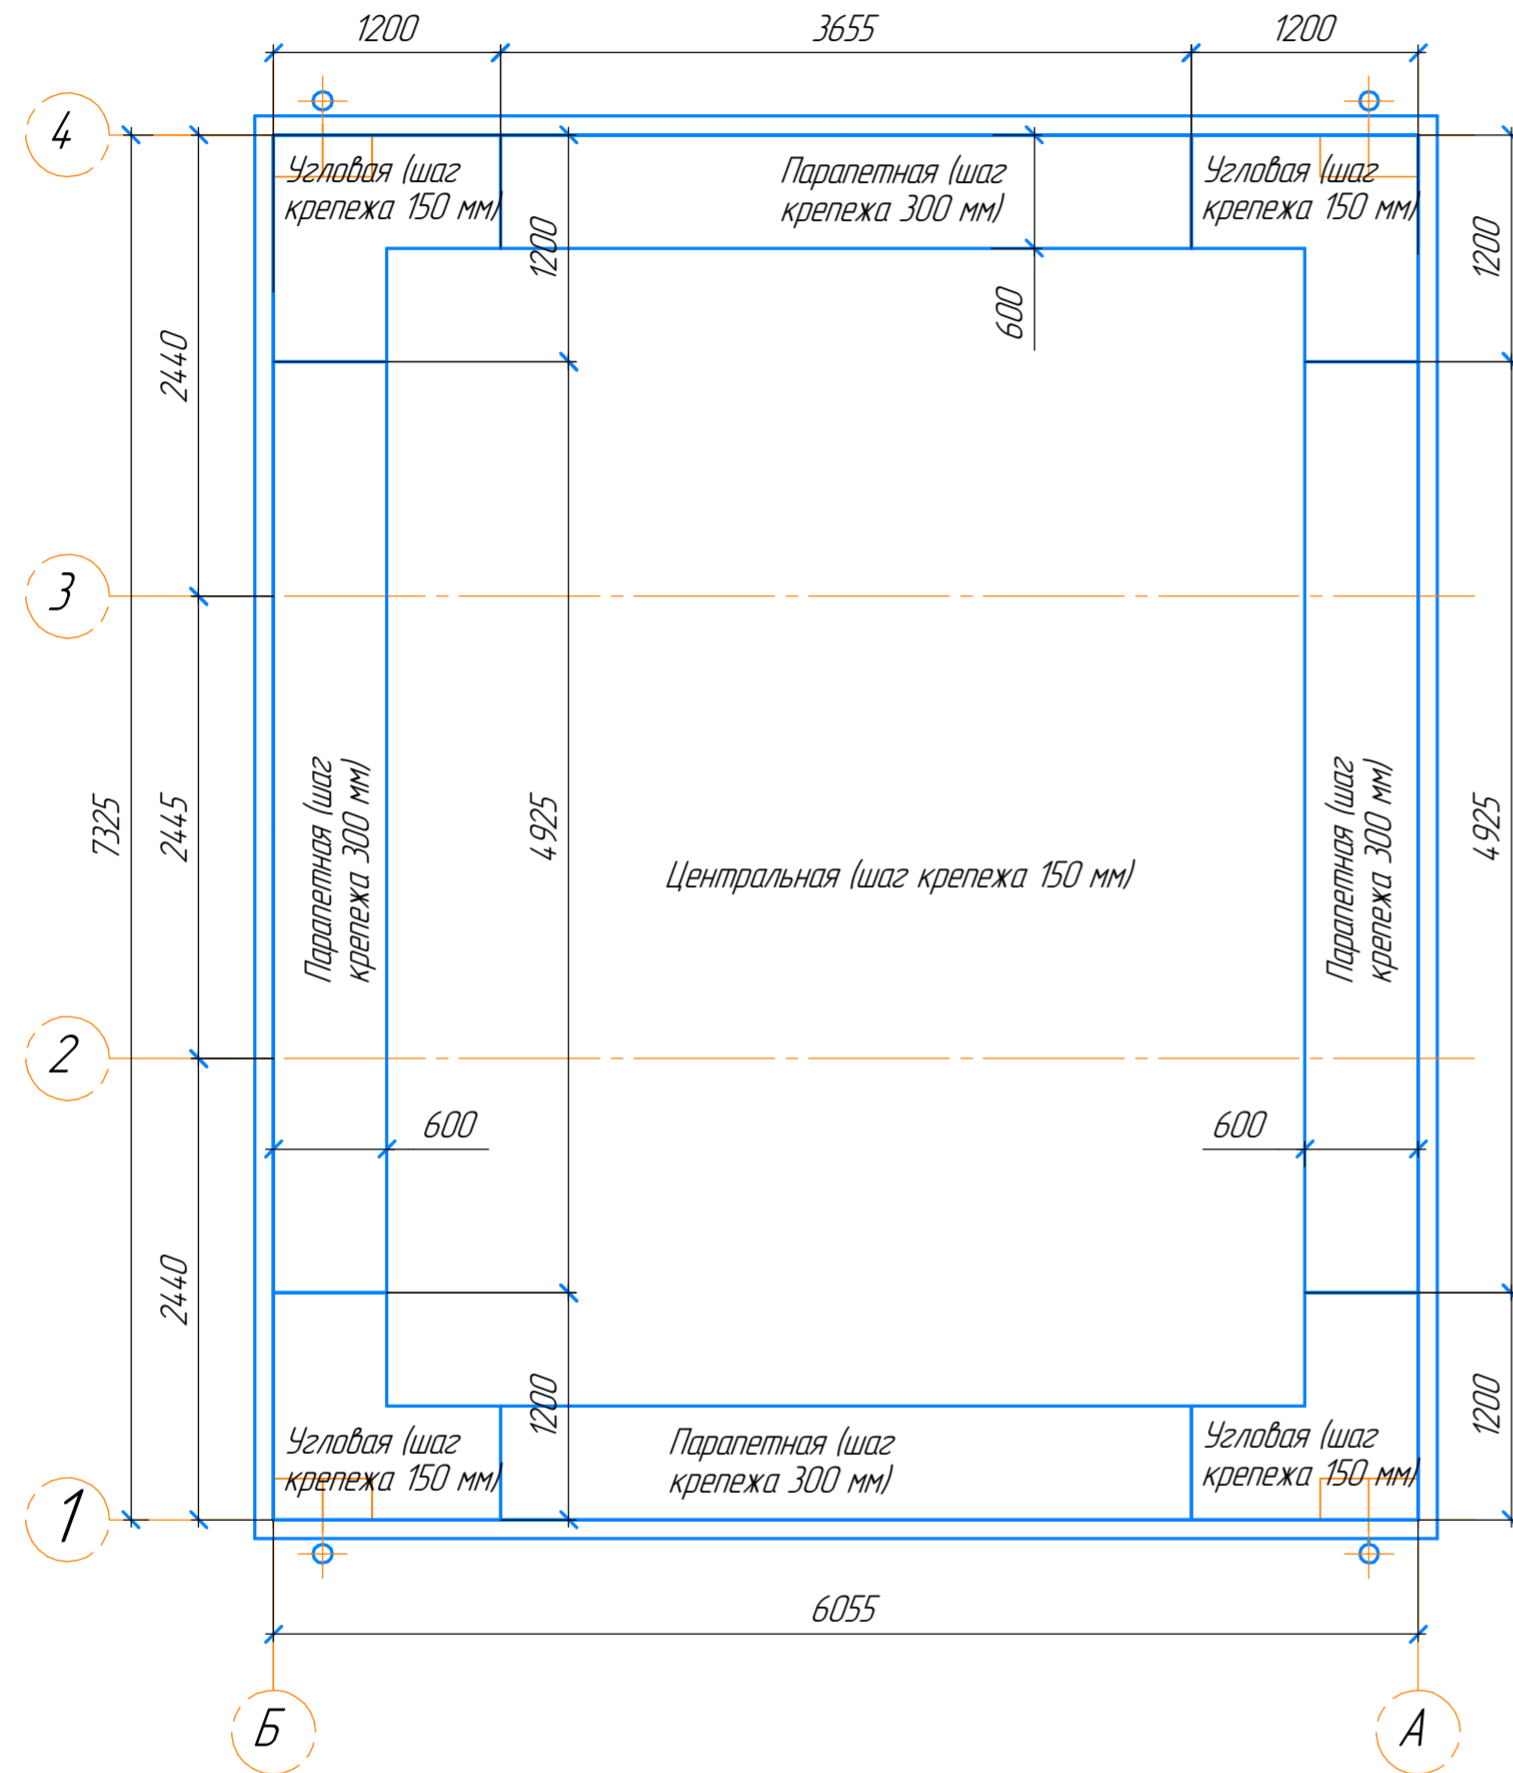 1200
3655
1200
4
Угловая (шаг
крепежа 150 мм)
Парапетная (шаг
крепежа 300 мм)
Угловая (шаг
крепежа 150 мм)
1200
1200
600
2440
3
7325
2445
Парапетная (шаг
крепежа 300 мм)
4925
Центральная (шаг крепежа 150 мм)
Парапетная (шаг
крепежа 300 мм)
4925
2
600
600
2440
1200
1200
Угловая (шаг
крепежа 150 мм)
Парапетная (шаг
крепежа 300 мм)
Угловая (шаг
крепежа 150 мм)
1
6055
Б
А